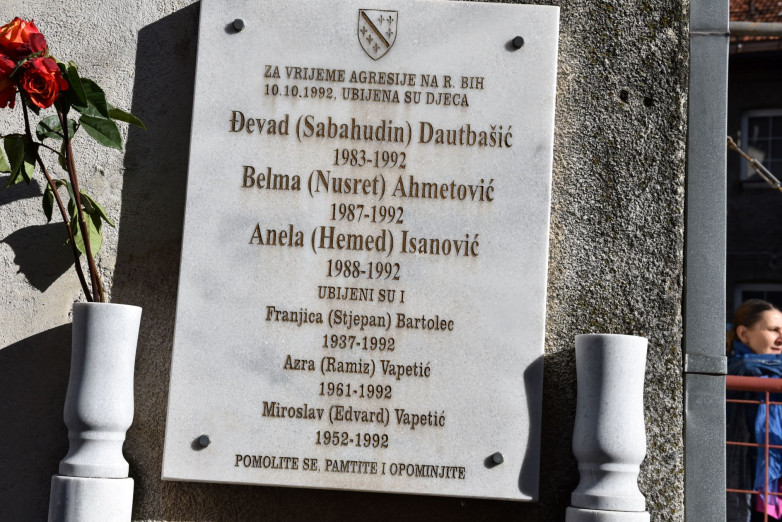 ZA VRIJEME AGRESIJE NA R. BIH
10.10.1992. UBIJENA SU DJECA
Đevad (Sabahudin) Dautbašić
1983-1992
Belma (Nusret) Ahmetović
1987-1992
Anela (Hemed) Isanović
1988-1992
UBIJENI SU I
Franjica (Stjepan) Bartolec
1937-1992
Azra (Ramiz) Vapetić
1961-1992
Miroslav (Edvard) Vapetić
1952-1992
POMOLITE SE, PAMTITE I OPOMINJITE